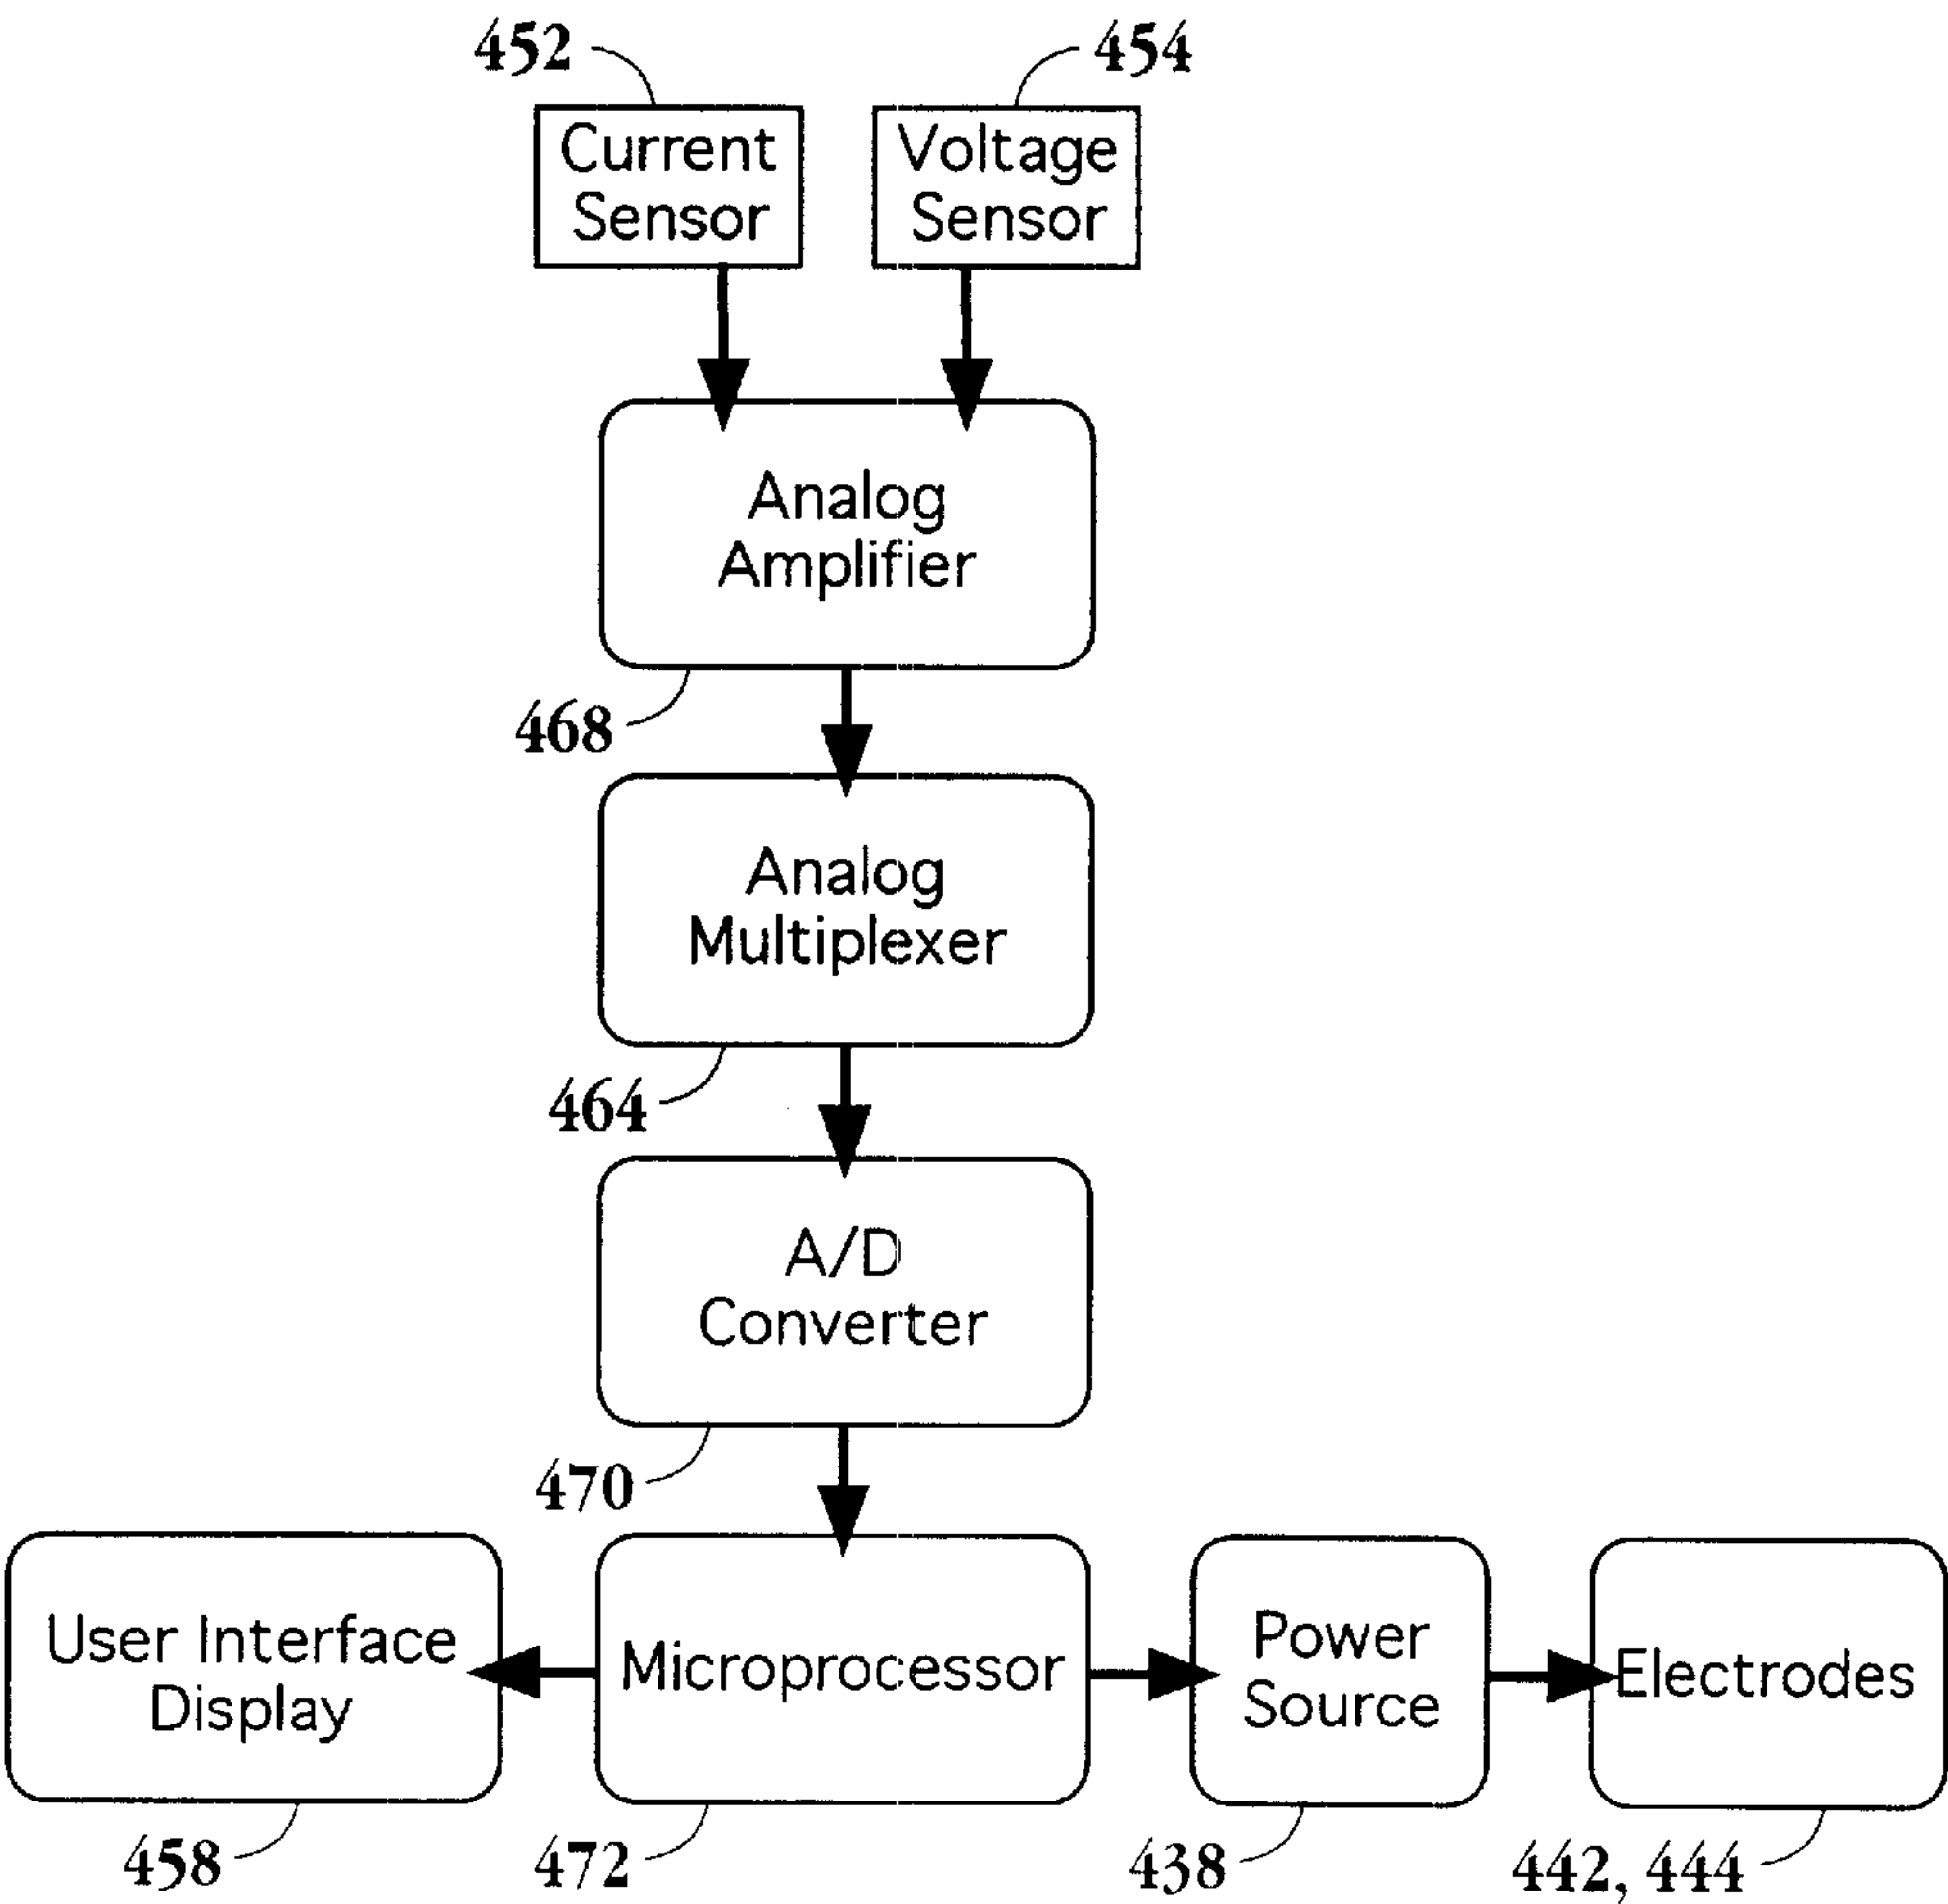 452
454
Current
Sensor
Voltage
Sensor
Analog
Amplifier
468
Analog
Multiplexer
464
A/D
Converter
470
User Interface
Display
Microprocessor
Power
Source
Electrodes
458
472
438
442, 444